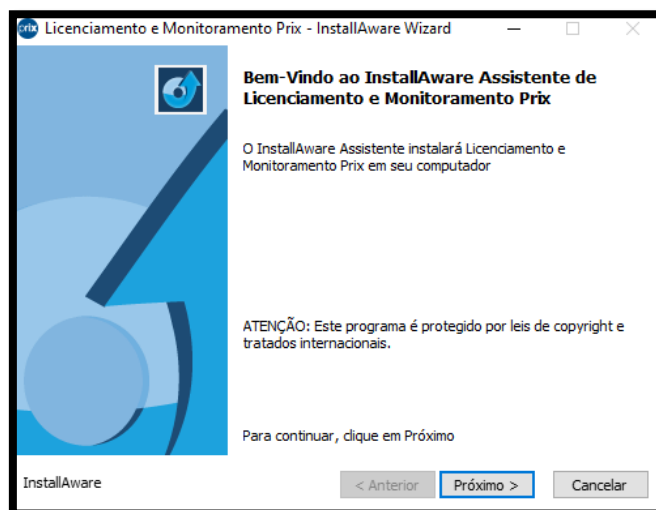 prix Licenciamento e Monitoramento Prix - InstallAware Wizard
Bem-Vindo ao InstallAware Assistente de
Licenciamento e Monitoramento Prix
O InstallAware Assistente instalará Licenciamento e
Monitoramento Prix em seu computador
ATENÇÃO: Este programa é protegido por leis de copyright e
tratados internacionais.
Para continuar, clique em Próximo
InstallAware
< Anterior
Próximo >
Cancelar